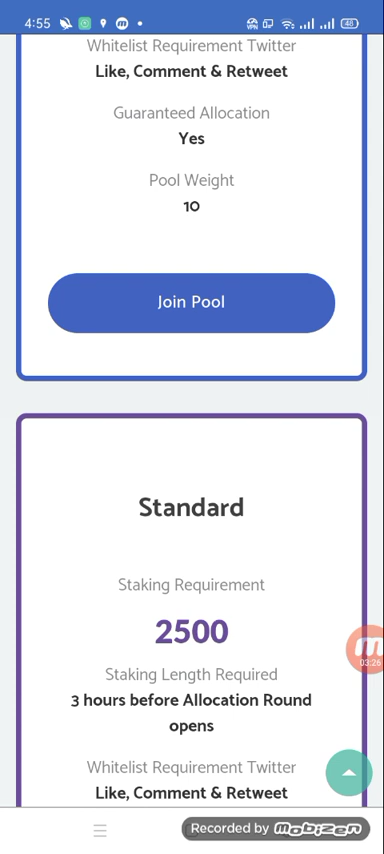 4:55
48
Whitelist Requirement Twitter
Like, Comment & Retweet
Guaranteed Allocation
Yes
Pool Weight
10
Join Pool
Standard
Staking Requirement
2500
Staking Length Required
3 hours before Allocation Round
opens
03:26
Whitelist Requirement Twitter
Like, Comment & Retweet
Recorded by mobizen